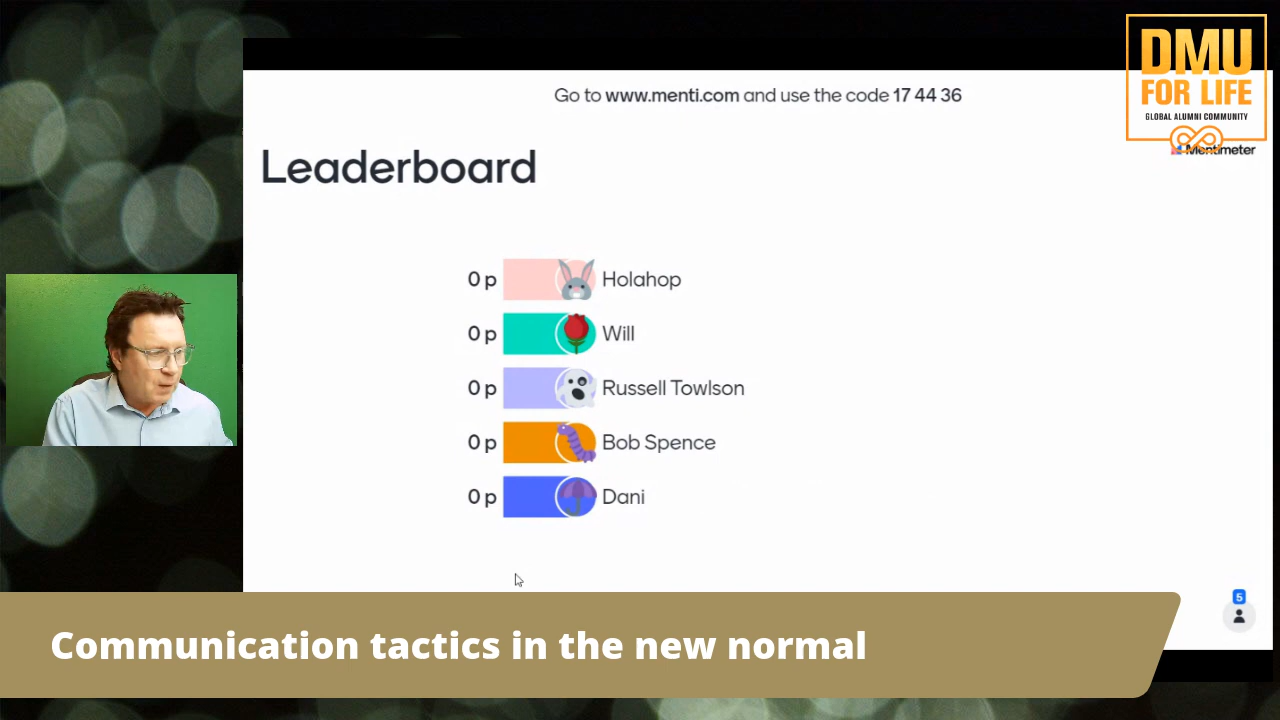 Go to www.menti.com and use the code 17 44 36
DMU
FOR LIFE
GLOBAL ALUMNI COMMUNITY
Mentimeter
Leaderboard
0 p Holahop
0 p Will
0 p Russell Towlson
0 p Bob Spence
0 p Dani
5
Communication tactics in the new normal